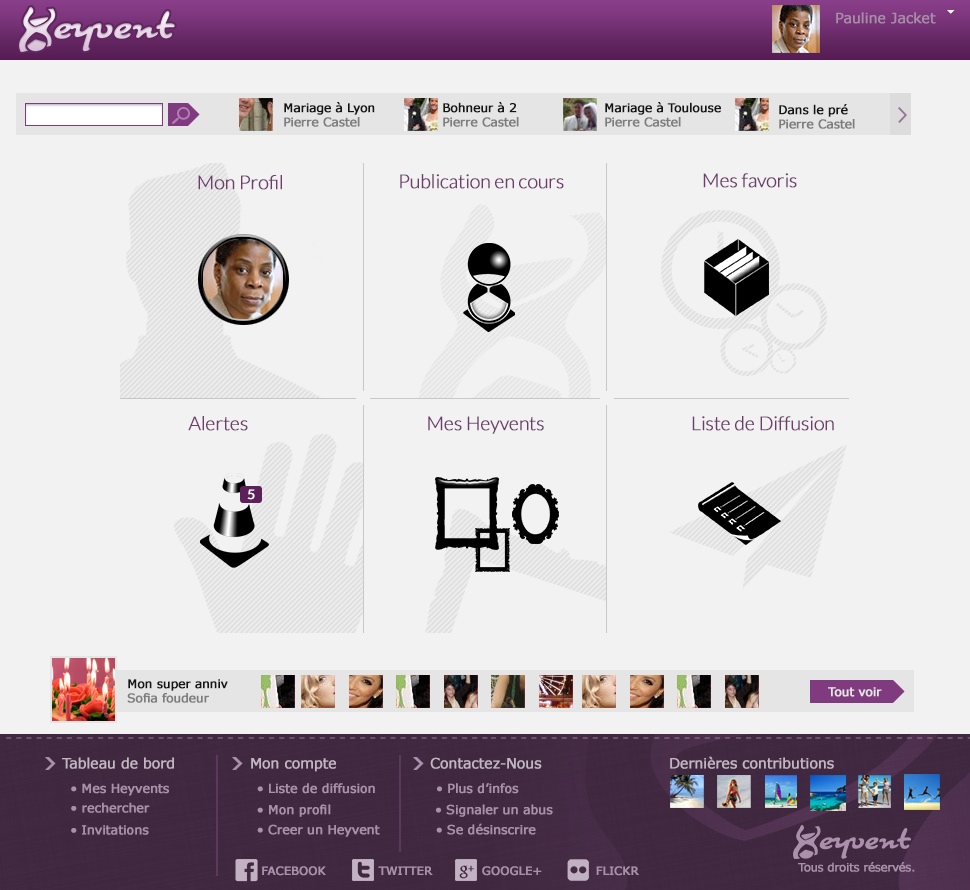 Heyvent
Pauline Jacket
Mariage à Lyon
Pierre Castel
Bohneur à 2
Pierre Castel
Mariage à Toulouse
Pierre Castel
Dans le pré
Pierre Castel
Mon Profil
Publication en cours
Mes favoris
Alertes
5
Mes Heyvents
Liste de Diffusion
Mon super anniv
Sofia foudeur
Tout voir
Tableau de bord
• Mes Heyvents
• rechercher
• Invitations
Mon compte
• Liste de diffusion
• Mon profil
• Creer un Heyvent
Contactez-Nous
• Plus d'infos
• Signaler un abus
• Se désinscrire
Dernières contributions
Heyvent
Tous droits réservés.
FACEBOOK
TWITTER
g+ GOOGLE+
FLICKR